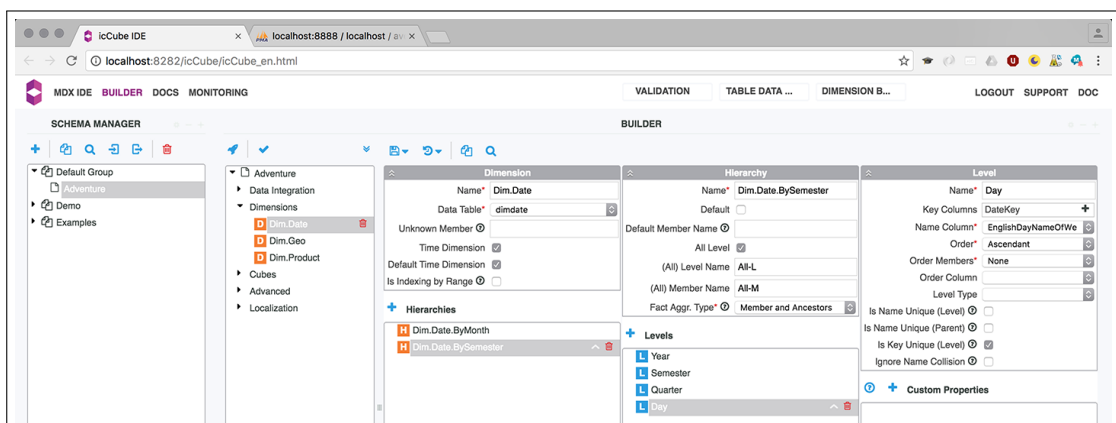 icCube IDE
localhost:8888 / localhost / av
localhost:8282/icCube/icCube_en.html
MDX IDE BUILDER DOCS MONITORING
VALIDATION TABLE DATA ... DIMENSION B...
LOGOUT SUPPORT DOC
SCHEMA MANAGER
BUILDER
Default Group
Adventure
Demo
Examples
Adventure
Data Integration
Dimensions
D Dim.Date
D Dim.Geo
D Dim.Product
Cubes
Advanced
Localization
Dimension
Name* Dim.Date
Data Table* dimdate
Unknown Member
Time Dimension
Default Time Dimension
Is Indexing by Range
Hierarchies
H Dim.Date.ByMonth
H Dim.Date.BySemester
Hierarchy
Name* Dim.Date.BySemester
Default
Default Member Name
All Level
(All) Level Name All-L
(All) Member Name All-M
Fact Aggr. Type* Member and Ancestors
Levels
L Year
L Semester
L Quarter
L Day
Level
Name* Day
Key Columns DateKey
Name Column* EnglishDayNameOfWe
Order* Ascendant
Order Members* None
Order Column
Level Type
Is Name Unique (Level)
Is Name Unique (Parent)
Is Key Unique (Level)
Ignore Name Collision
Custom Properties